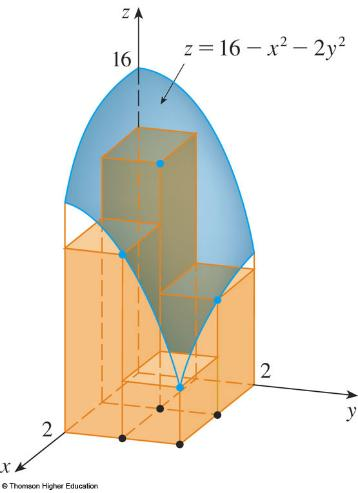 z
16
z = 16 − x² − 2y²
2
y
2
x
© Thomson Higher Education